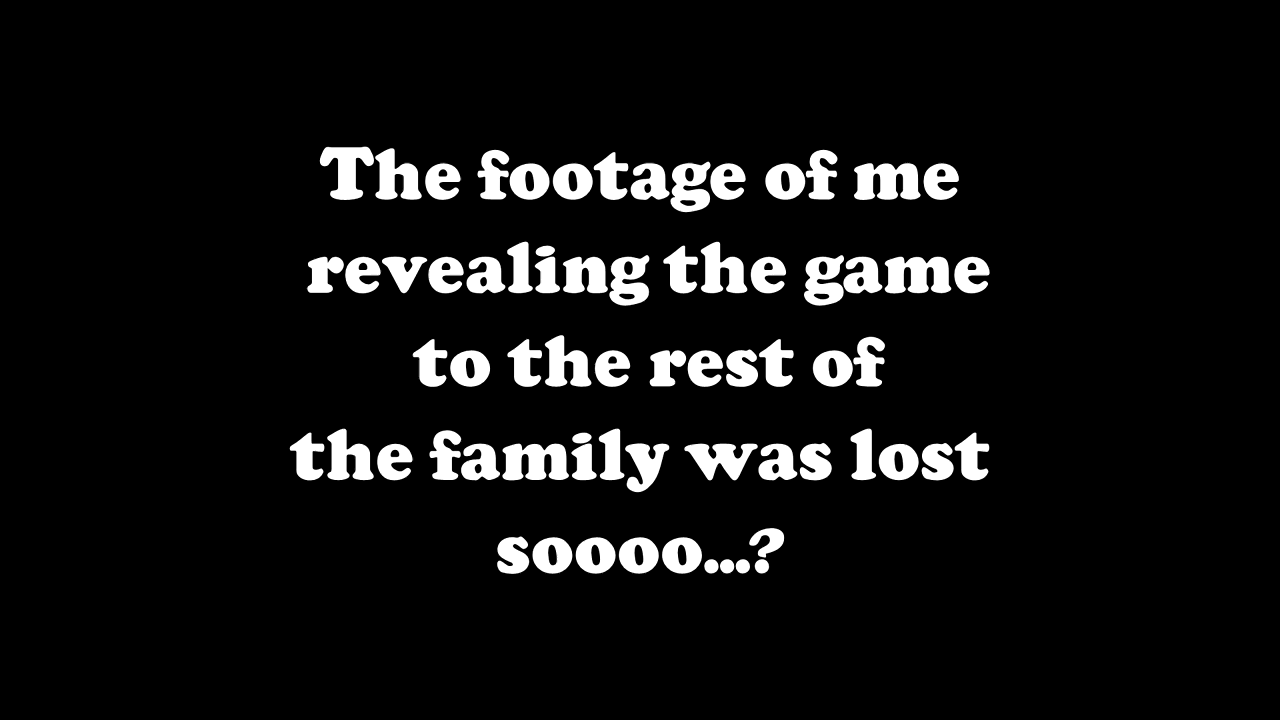 The footage of me
revealing the game
to the rest of
the family was lost
soooo...?